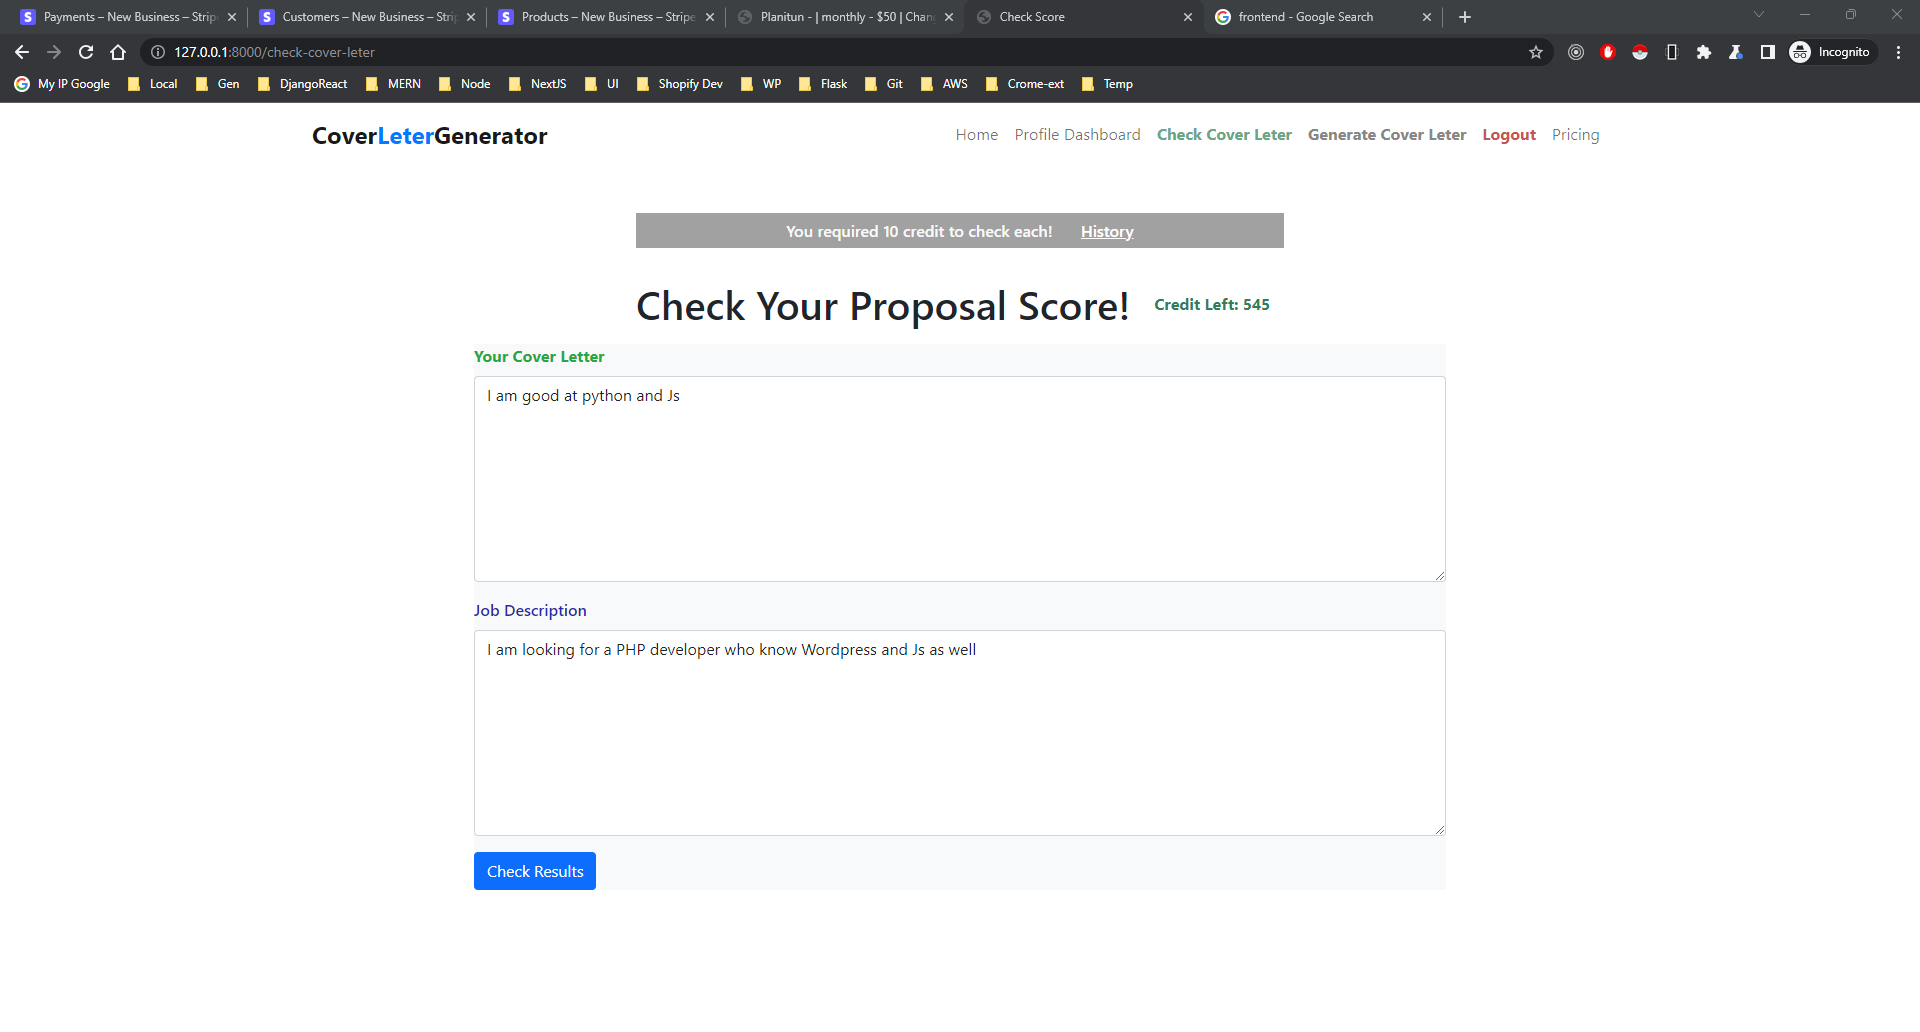 Payments – New Business – Strip
Customers – New Business – Strip
Products – New Business – Stripe
Planitun - | monthly - $50 | Chan
Check Score
frontend - Google Search
127.0.0.1:8000/check-cover-leter
Incognito
My IP Google Local Gen DjangoReact MERN Node NextJS UI Shopify Dev WP Flask Git AWS Crome-ext Temp
CoverLeterGenerator
Home Profile Dashboard Check Cover Leter Generate Cover Leter Logout Pricing
You required 10 credit to check each! History
Check Your Proposal Score! Credit Left: 545
Your Cover Letter
I am good at python and Js
Job Description
I am looking for a PHP developer who know Wordpress and Js as well
Check Results